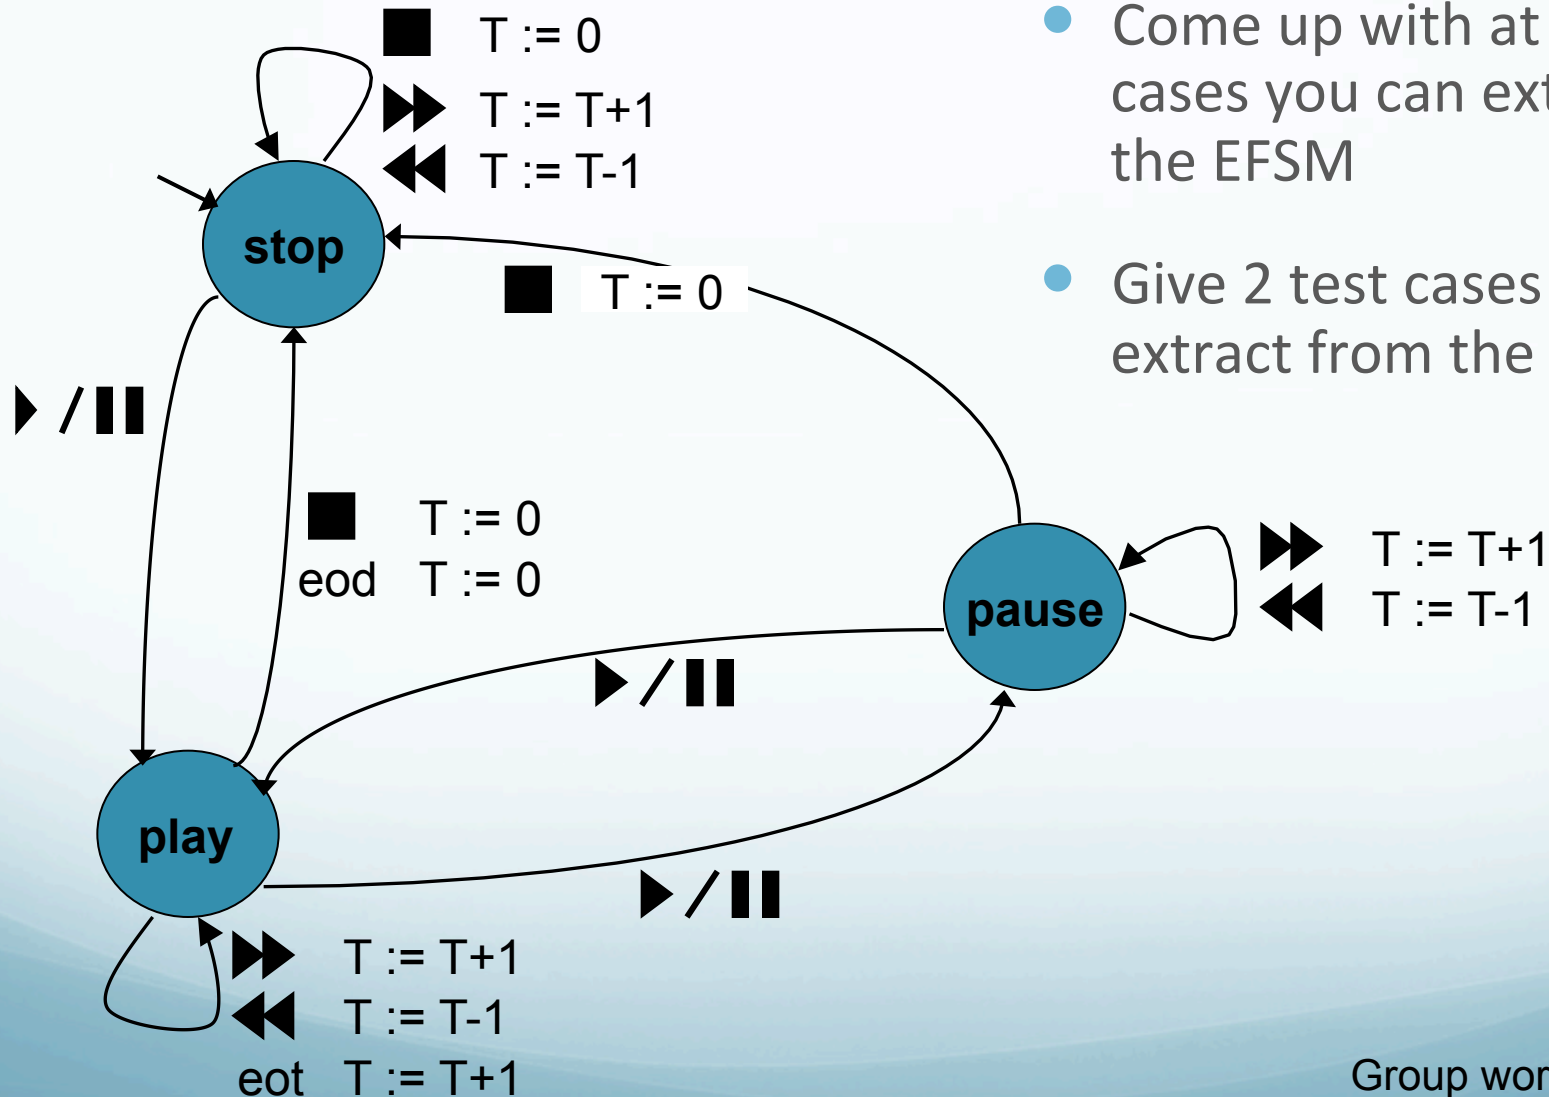 T := 0
T := T+1
T := T-1
stop
T := 0
/
T := 0
eod T := 0
T := T+1
T := T-1
pause
/
play
/
T := T+1
T := T-1
eot T := T+1
Come up with at
cases you can ext
the EFSM
Give 2 test cases
extract from the
Group wor